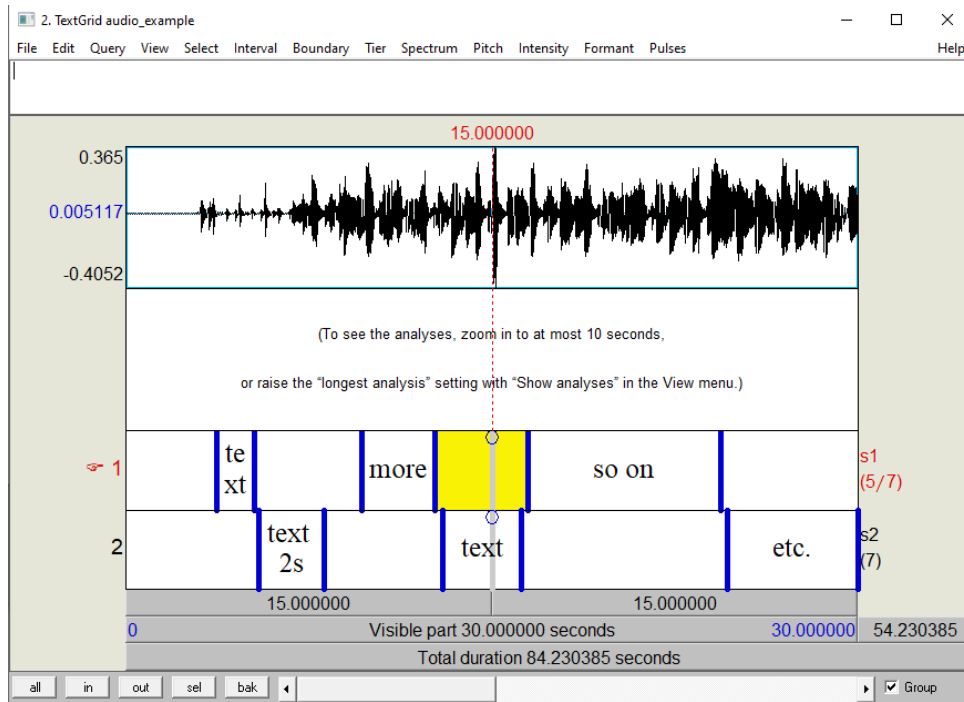 2. TextGrid audio_example
File Edit Query View Select Interval Boundary Tier Spectrum Pitch Intensity Formant Pulses Help
15.000000
0.365
0.005117
-0.4052
(To see the analyses, zoom in to at most 10 seconds,
or raise the “longest analysis” setting with “Show analyses” in the View menu.)
1
te
xt
more
so on
s1
(5/7)
2
text
2s
text
etc.
s2
(7)
15.000000 15.000000
0 Visible part 30.000000 seconds 30.000000 54.230385
Total duration 84.230385 seconds
all in out sel bak Group